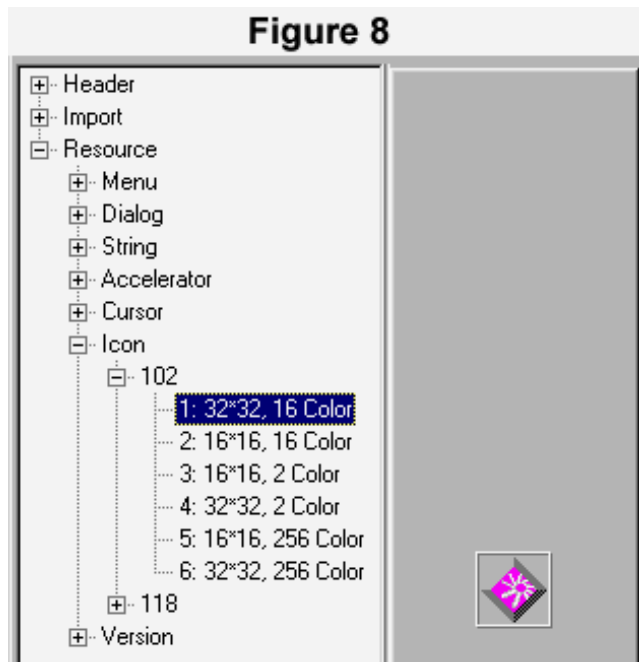 Figure 8
Header
Import
Resource
Menu
Dialog
String
Accelerator
Cursor
Icon
102
1: 32*32, 16 Color
2: 16*16, 16 Color
3: 16*16, 2 Color
4: 32*32, 2 Color
5: 16*16, 256 Color
6: 32*32, 256 Color
118
Version